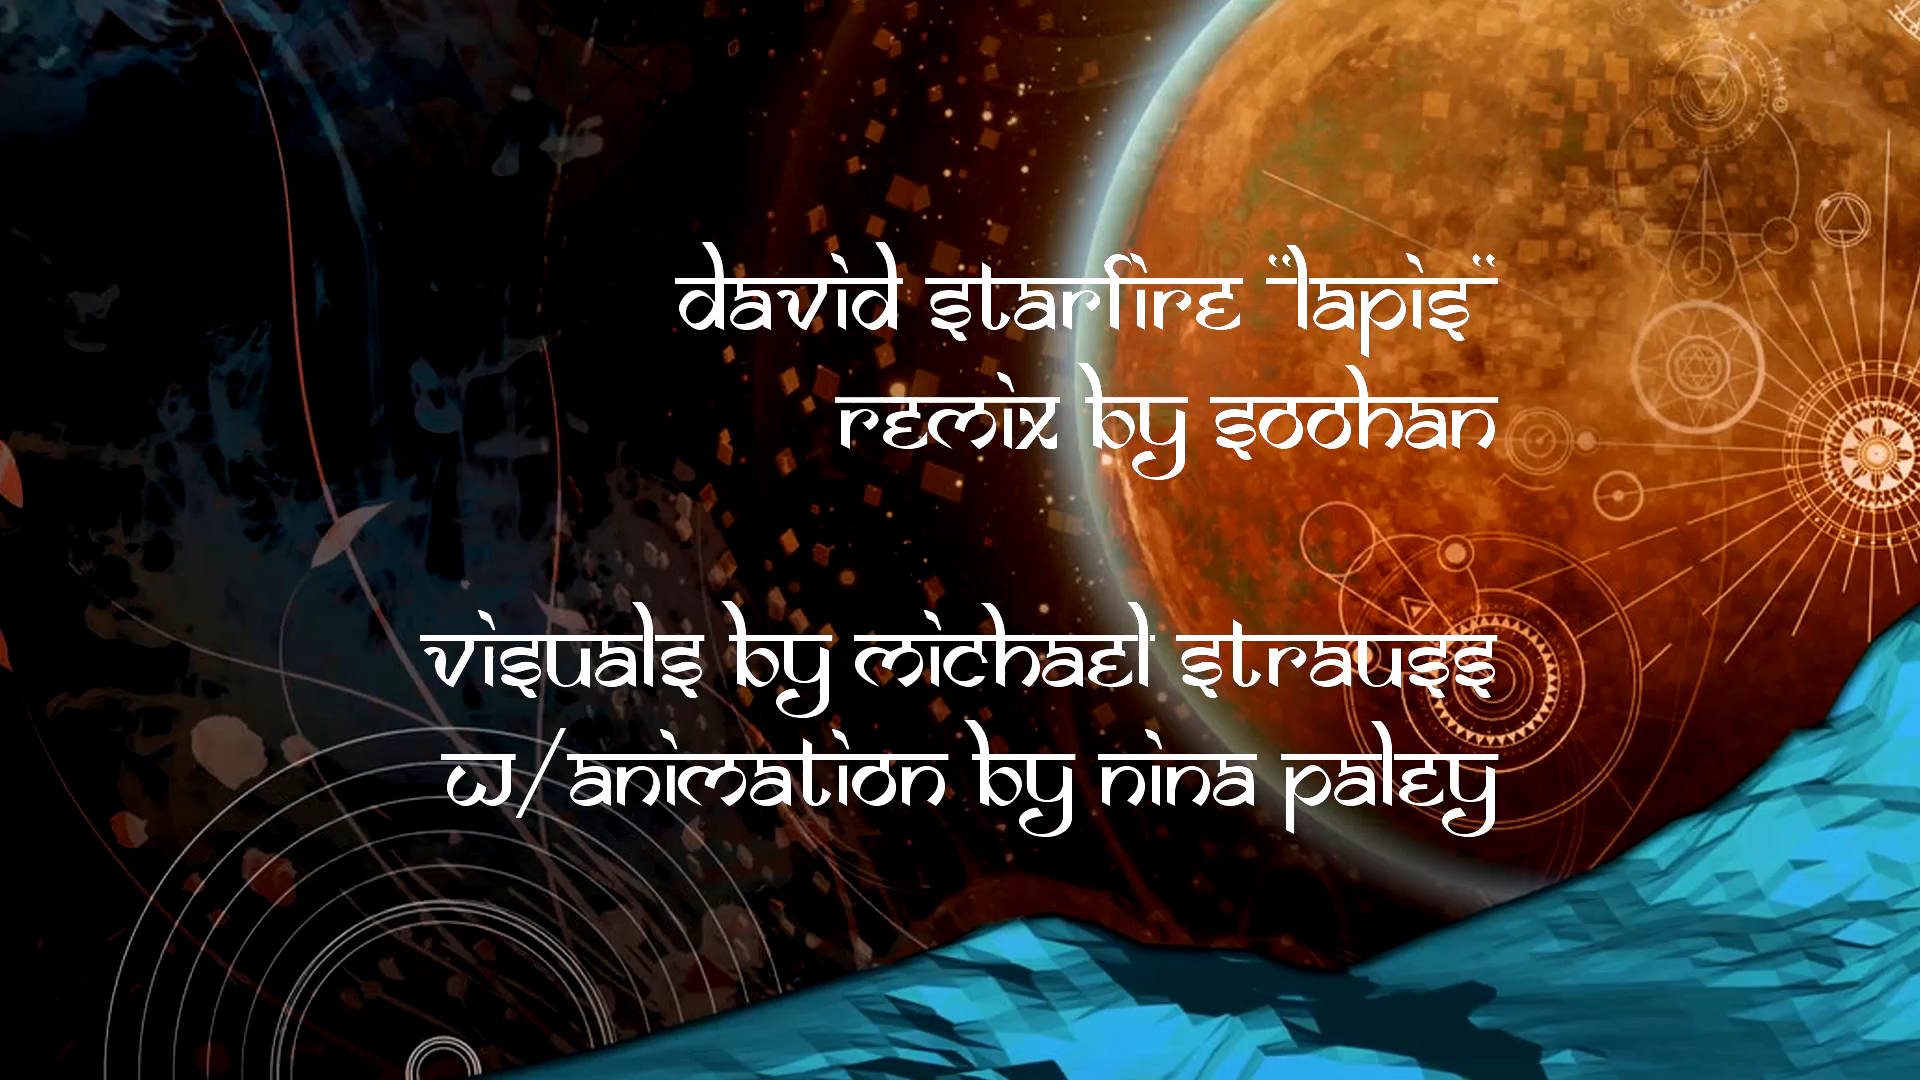 david starfire "lapis"
remix by soohan
visuals by michael strauss
w/animation by nina paley